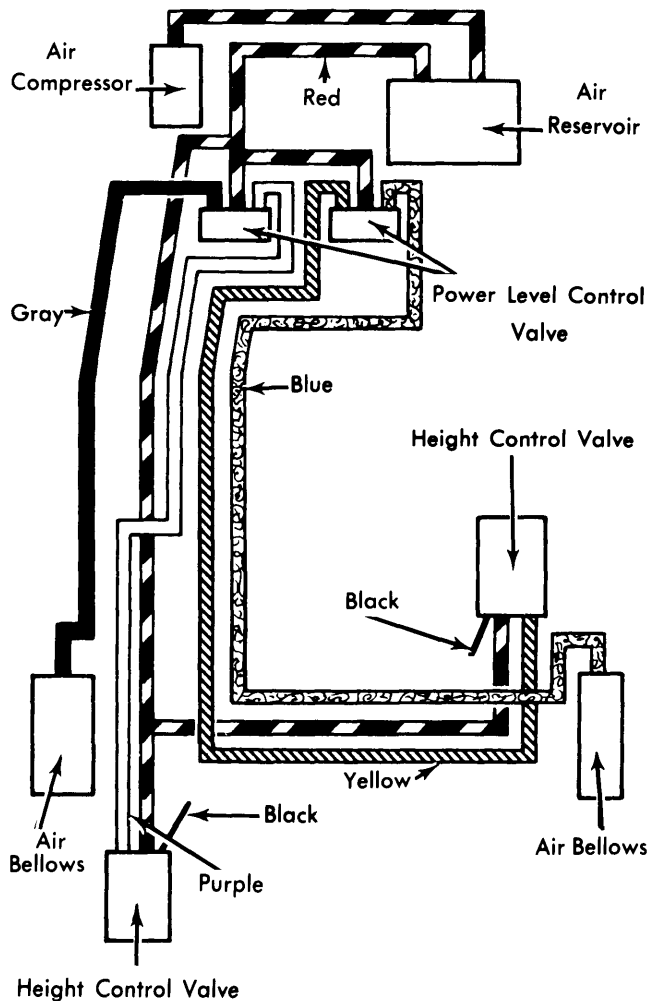 Air
Compressor
Red
Air
Reservoir
Gray
Power Level Control
Valve
Blue
Height Control Valve
Black
Yellow
Black
Air
Bellows
Purple
Air Bellows
Height Control Valve